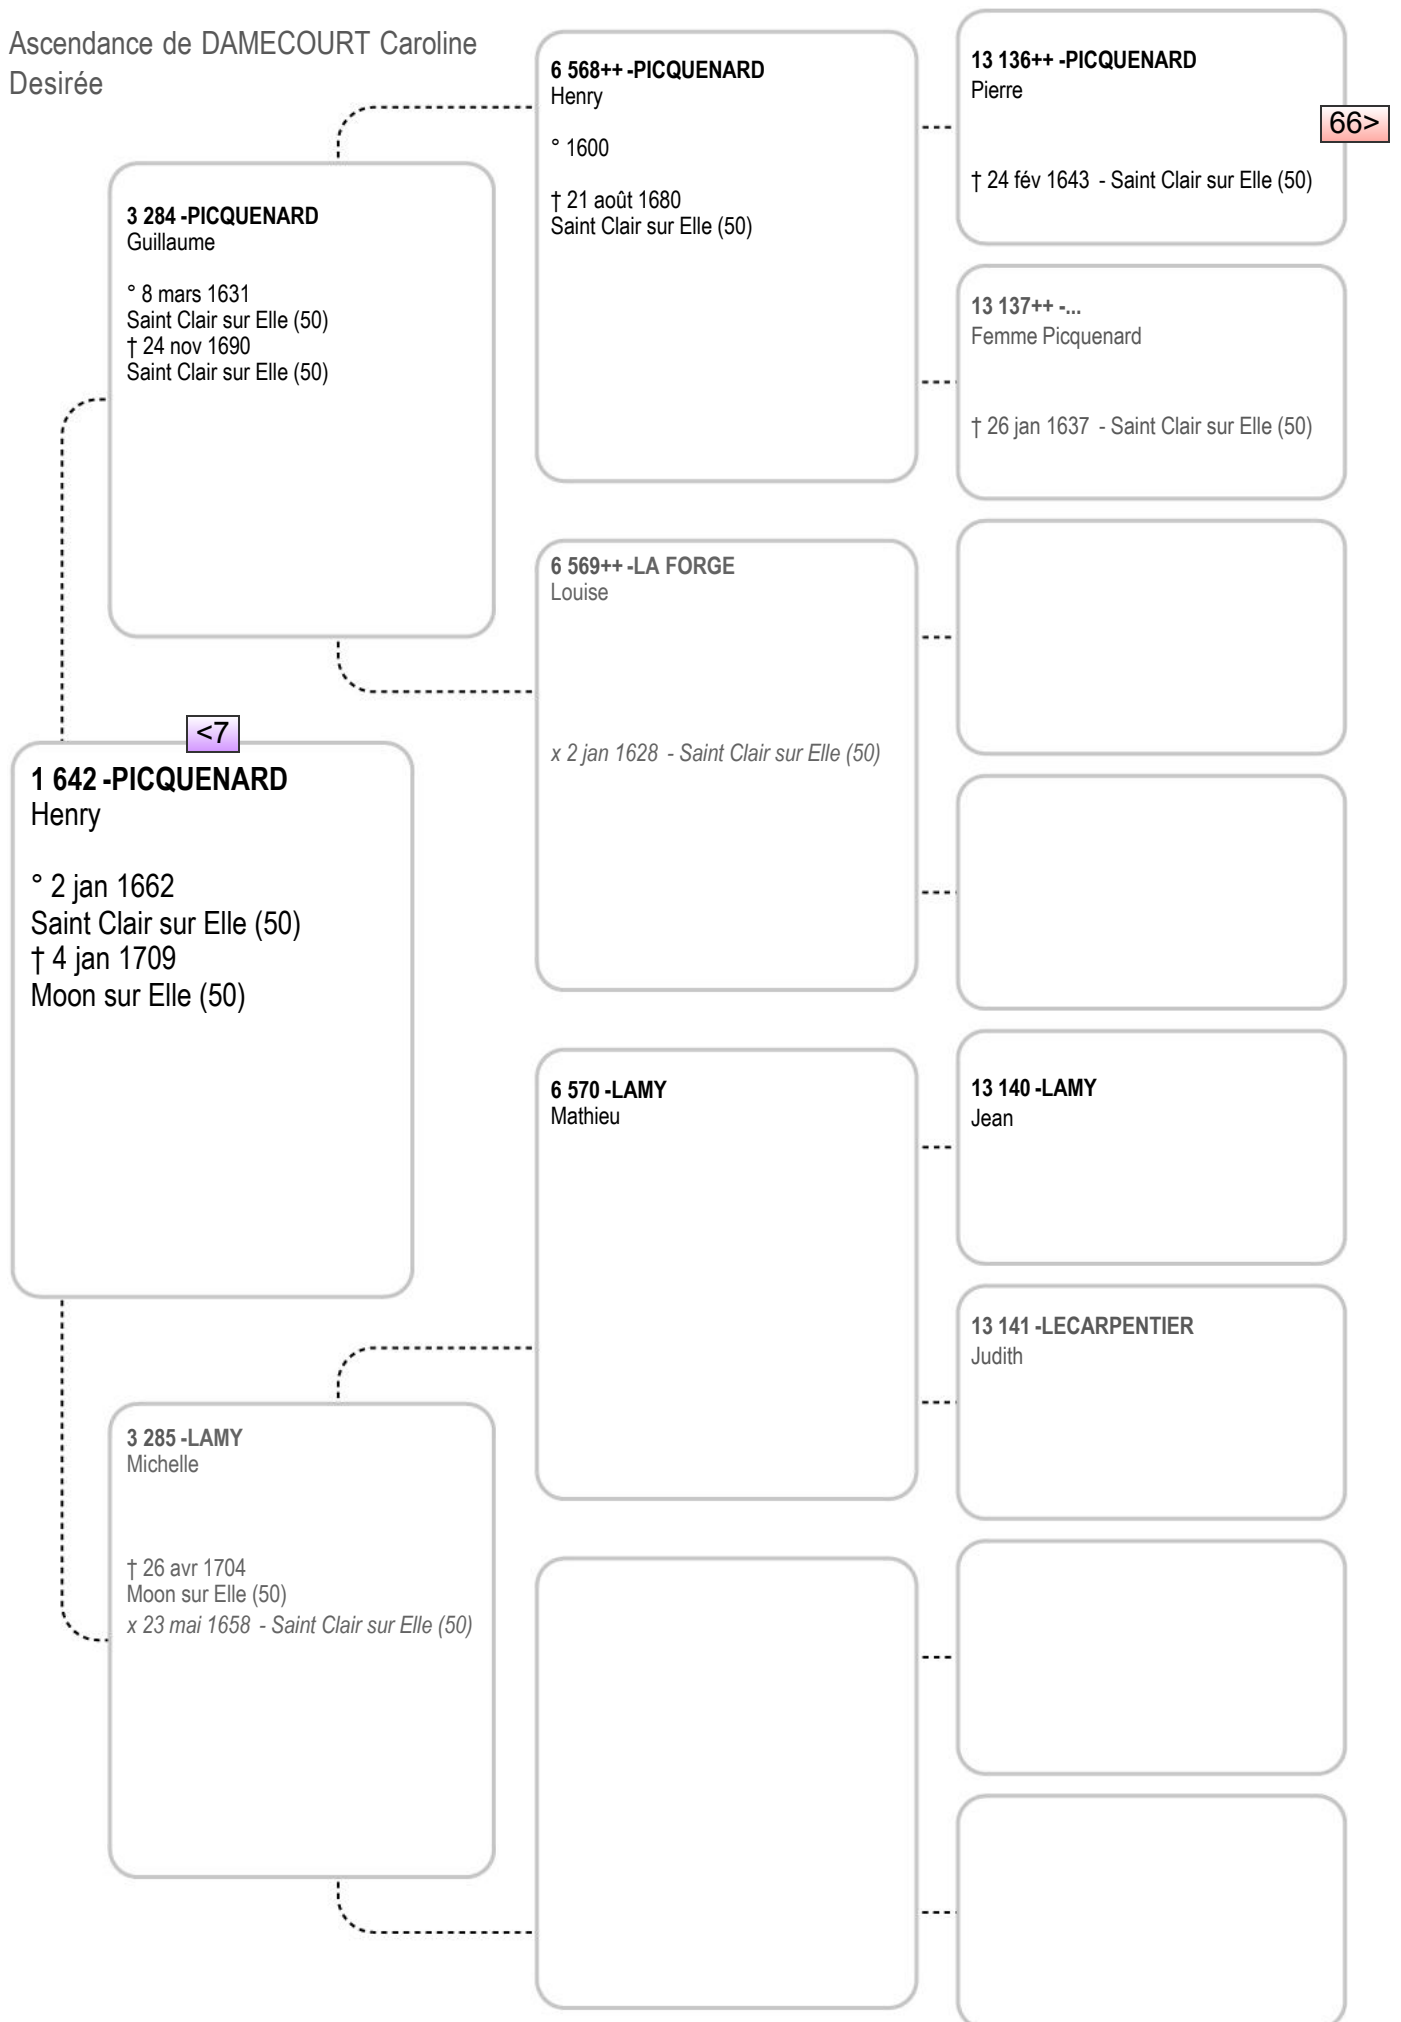 Ascendance de DAMECOURT Caroline
Desirée
6 568++ -PICQUENARD
Henry
° 1600
† 21 août 1680
Saint Clair sur Elle (50)
13 136++ -PICQUENARD
Pierre
66>
† 24 fév 1643 - Saint Clair sur Elle (50)
3 284 -PICQUENARD
Guillaume
° 8 mars 1631
Saint Clair sur Elle (50)
† 24 nov 1690
Saint Clair sur Elle (50)
13 137++ -...
Femme Picquenard
† 26 jan 1637 - Saint Clair sur Elle (50)
6 569++ -LA FORGE
Louise
x 2 jan 1628 - Saint Clair sur Elle (50)
<7
1 642 -PICQUENARD
Henry
° 2 jan 1662
Saint Clair sur Elle (50)
† 4 jan 1709
Moon sur Elle (50)
6 570 -LAMY
Mathieu
13 140 -LAMY
Jean
13 141 -LECARPENTIER
Judith
3 285 -LAMY
Michelle
† 26 avr 1704
Moon sur Elle (50)
x 23 mai 1658 - Saint Clair sur Elle (50)